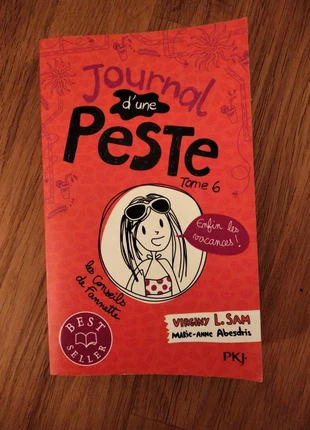 Journal
d'une
PESTE
Tome 6
Enfin les
vacances !
les Conseils
de Fannette
BEST
SELLER
VIRGINY L. SAM
MARIE-ANNE Abesdris
PKJ.